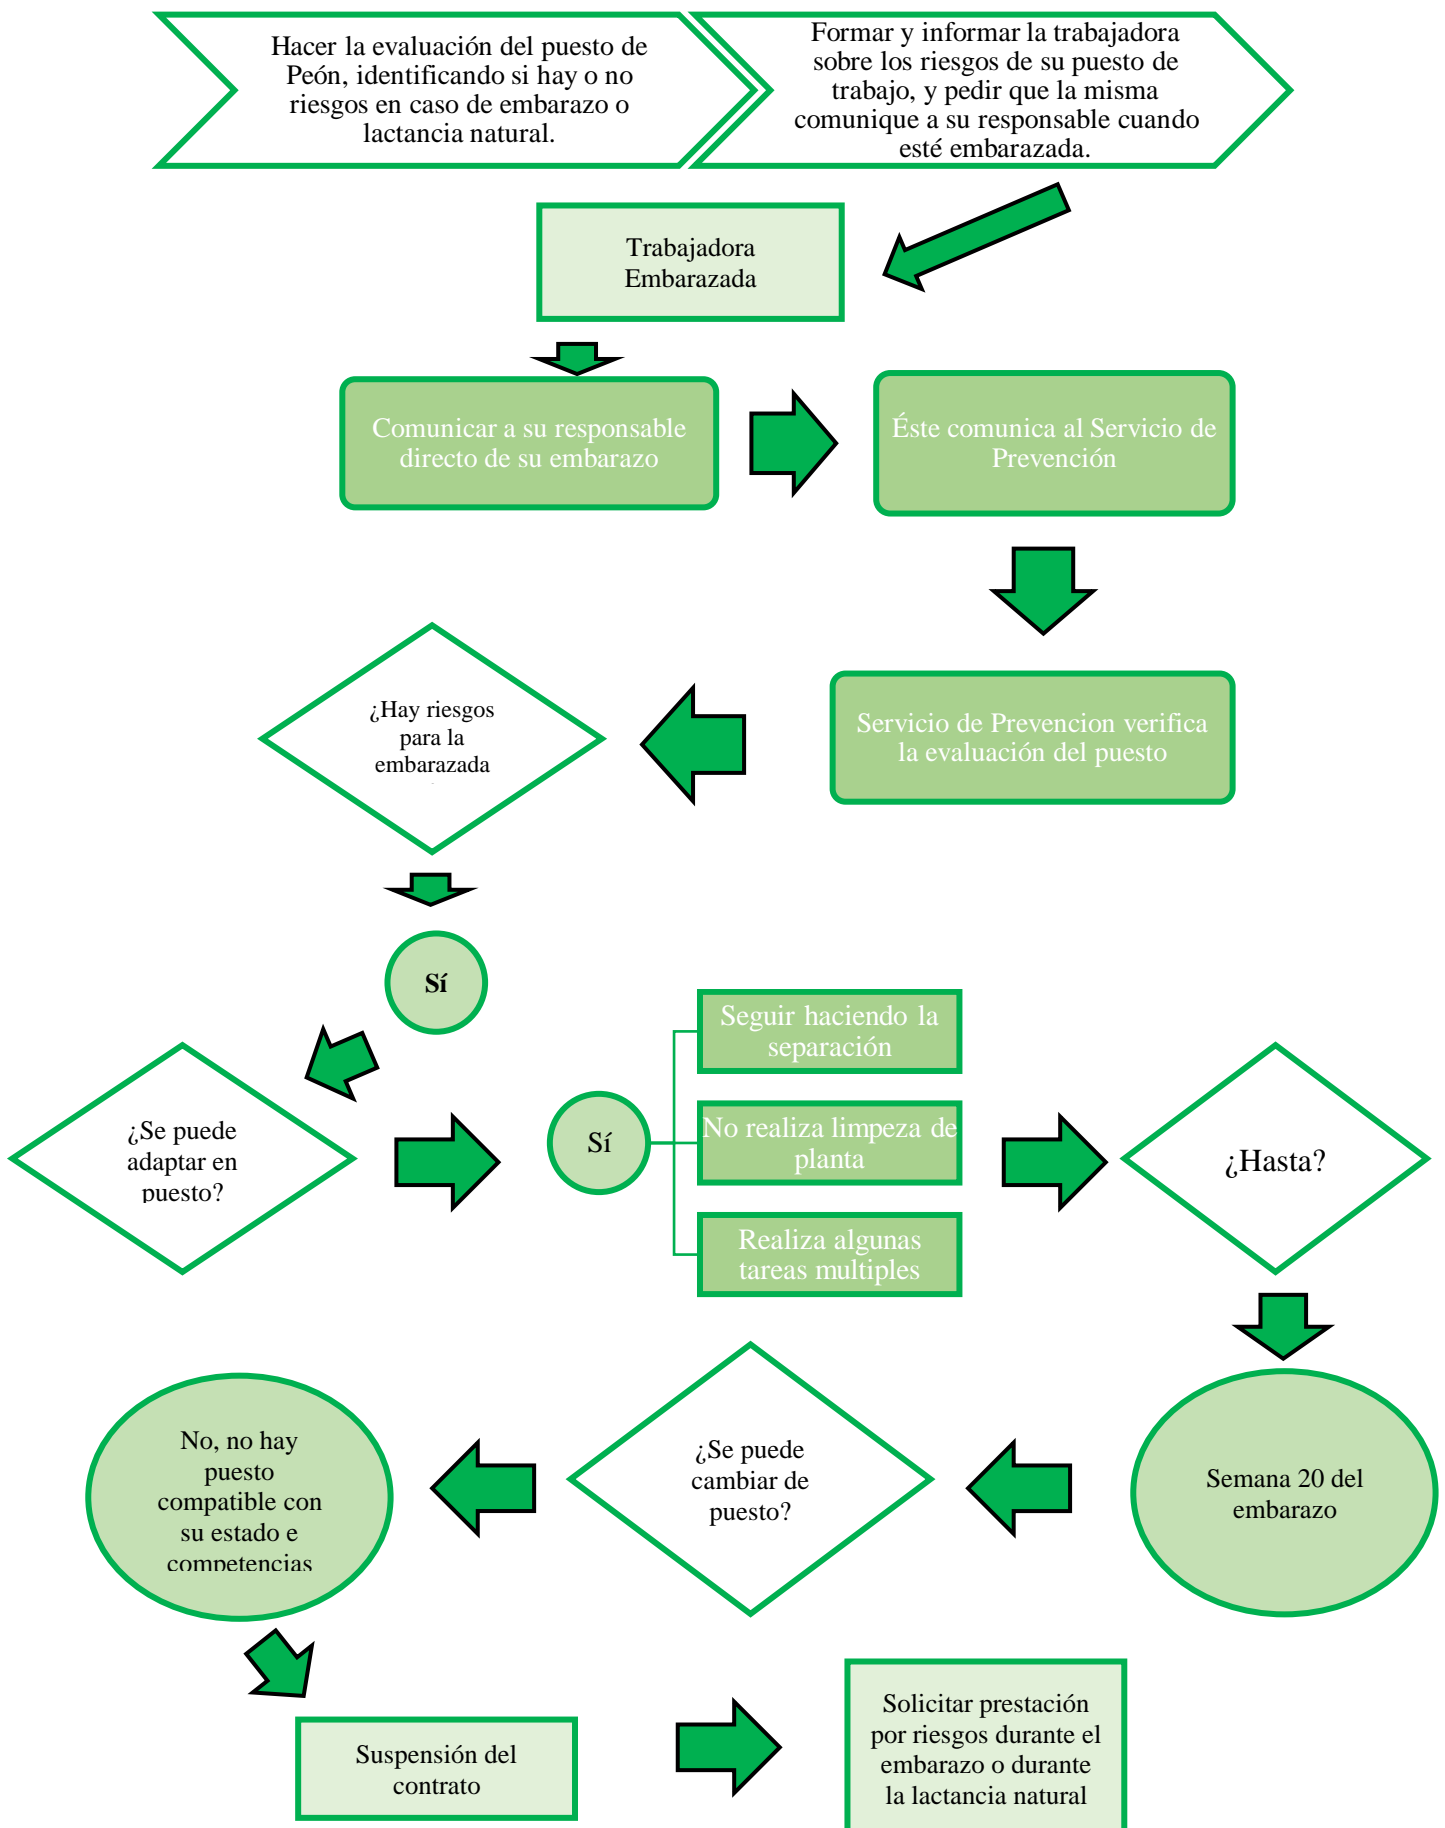 Hacer la evaluación del puesto de
Peón, identificando si hay o no
riesgos en caso de embarazo o
lactancia natural.
Formar y informar la trabajadora
sobre los riesgos de su puesto de
trabajo, y pedir que la misma
comunique a su responsable cuando
esté embarazada.
Trabajadora
Embarazada
Comunicar a su responsable
directo de su embarazo
Éste comunica al Servicio de
Prevención
Servicio de Prevencion verifica
la evaluación del puesto
¿Hay riesgos
para la
embarazada
Sí
¿Se puede
adaptar en
puesto?
Sí
Seguir haciendo la
separación
No realiza limpeza de
planta
Realiza algunas
tareas multiples
¿Hasta?
Semana 20 del
embarazo
¿Se puede
cambiar de
puesto?
No, no hay
puesto
compatible con
su estado e
competencias
Suspensión del
contrato
Solicitar prestación
por riesgos durante el
embarazo o durante
la lactancia natural